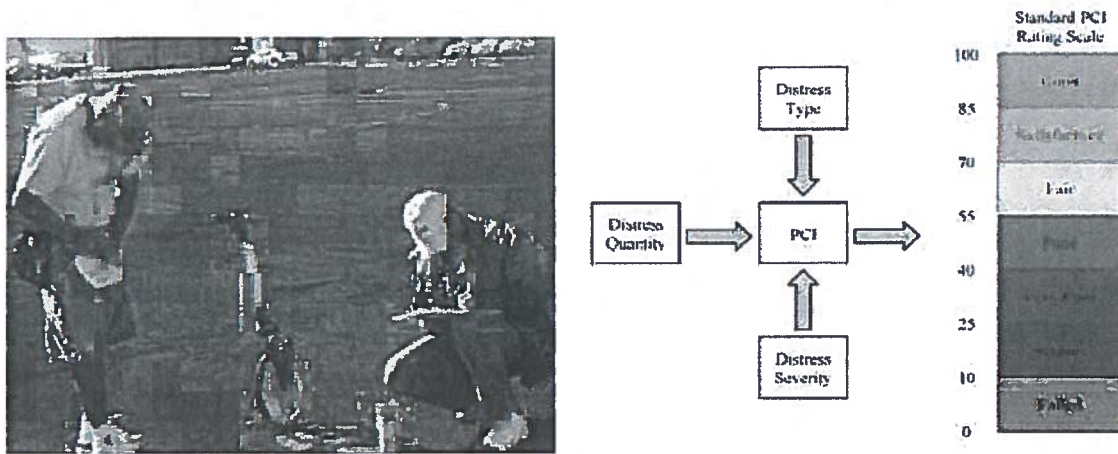 Standard PCI
Rating Scale
100
Good
85
Satisfactory
70
Fair
55
Poor
40
25
10
Failed
0
Distress
Type
Distress
Quantity
PCI
Distress
Severity